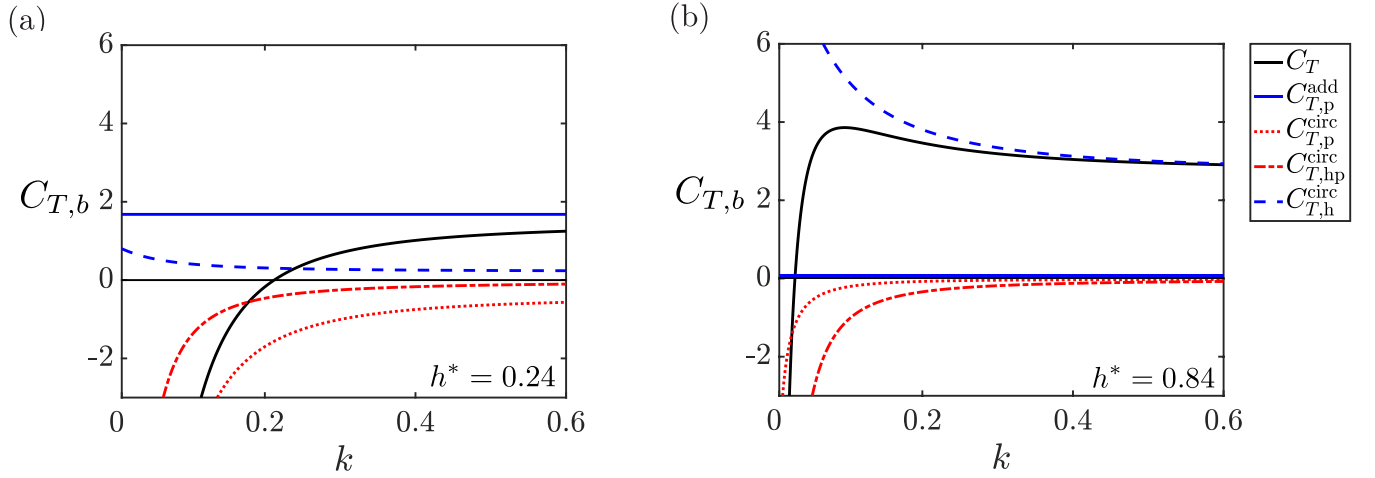 (a)
6
4
C_{T,b} 2
0
-2
h* = 0.24
0 0.2 0.4 0.6
k
(b)
6
4
C_{T,b} 2
0
-2
h* = 0.84
0 0.2 0.4 0.6
k
C_T
C_{T,p}^{add}
C_{T,p}^{circ}
C_{T,hp}^{circ}
C_{T,h}^{circ}